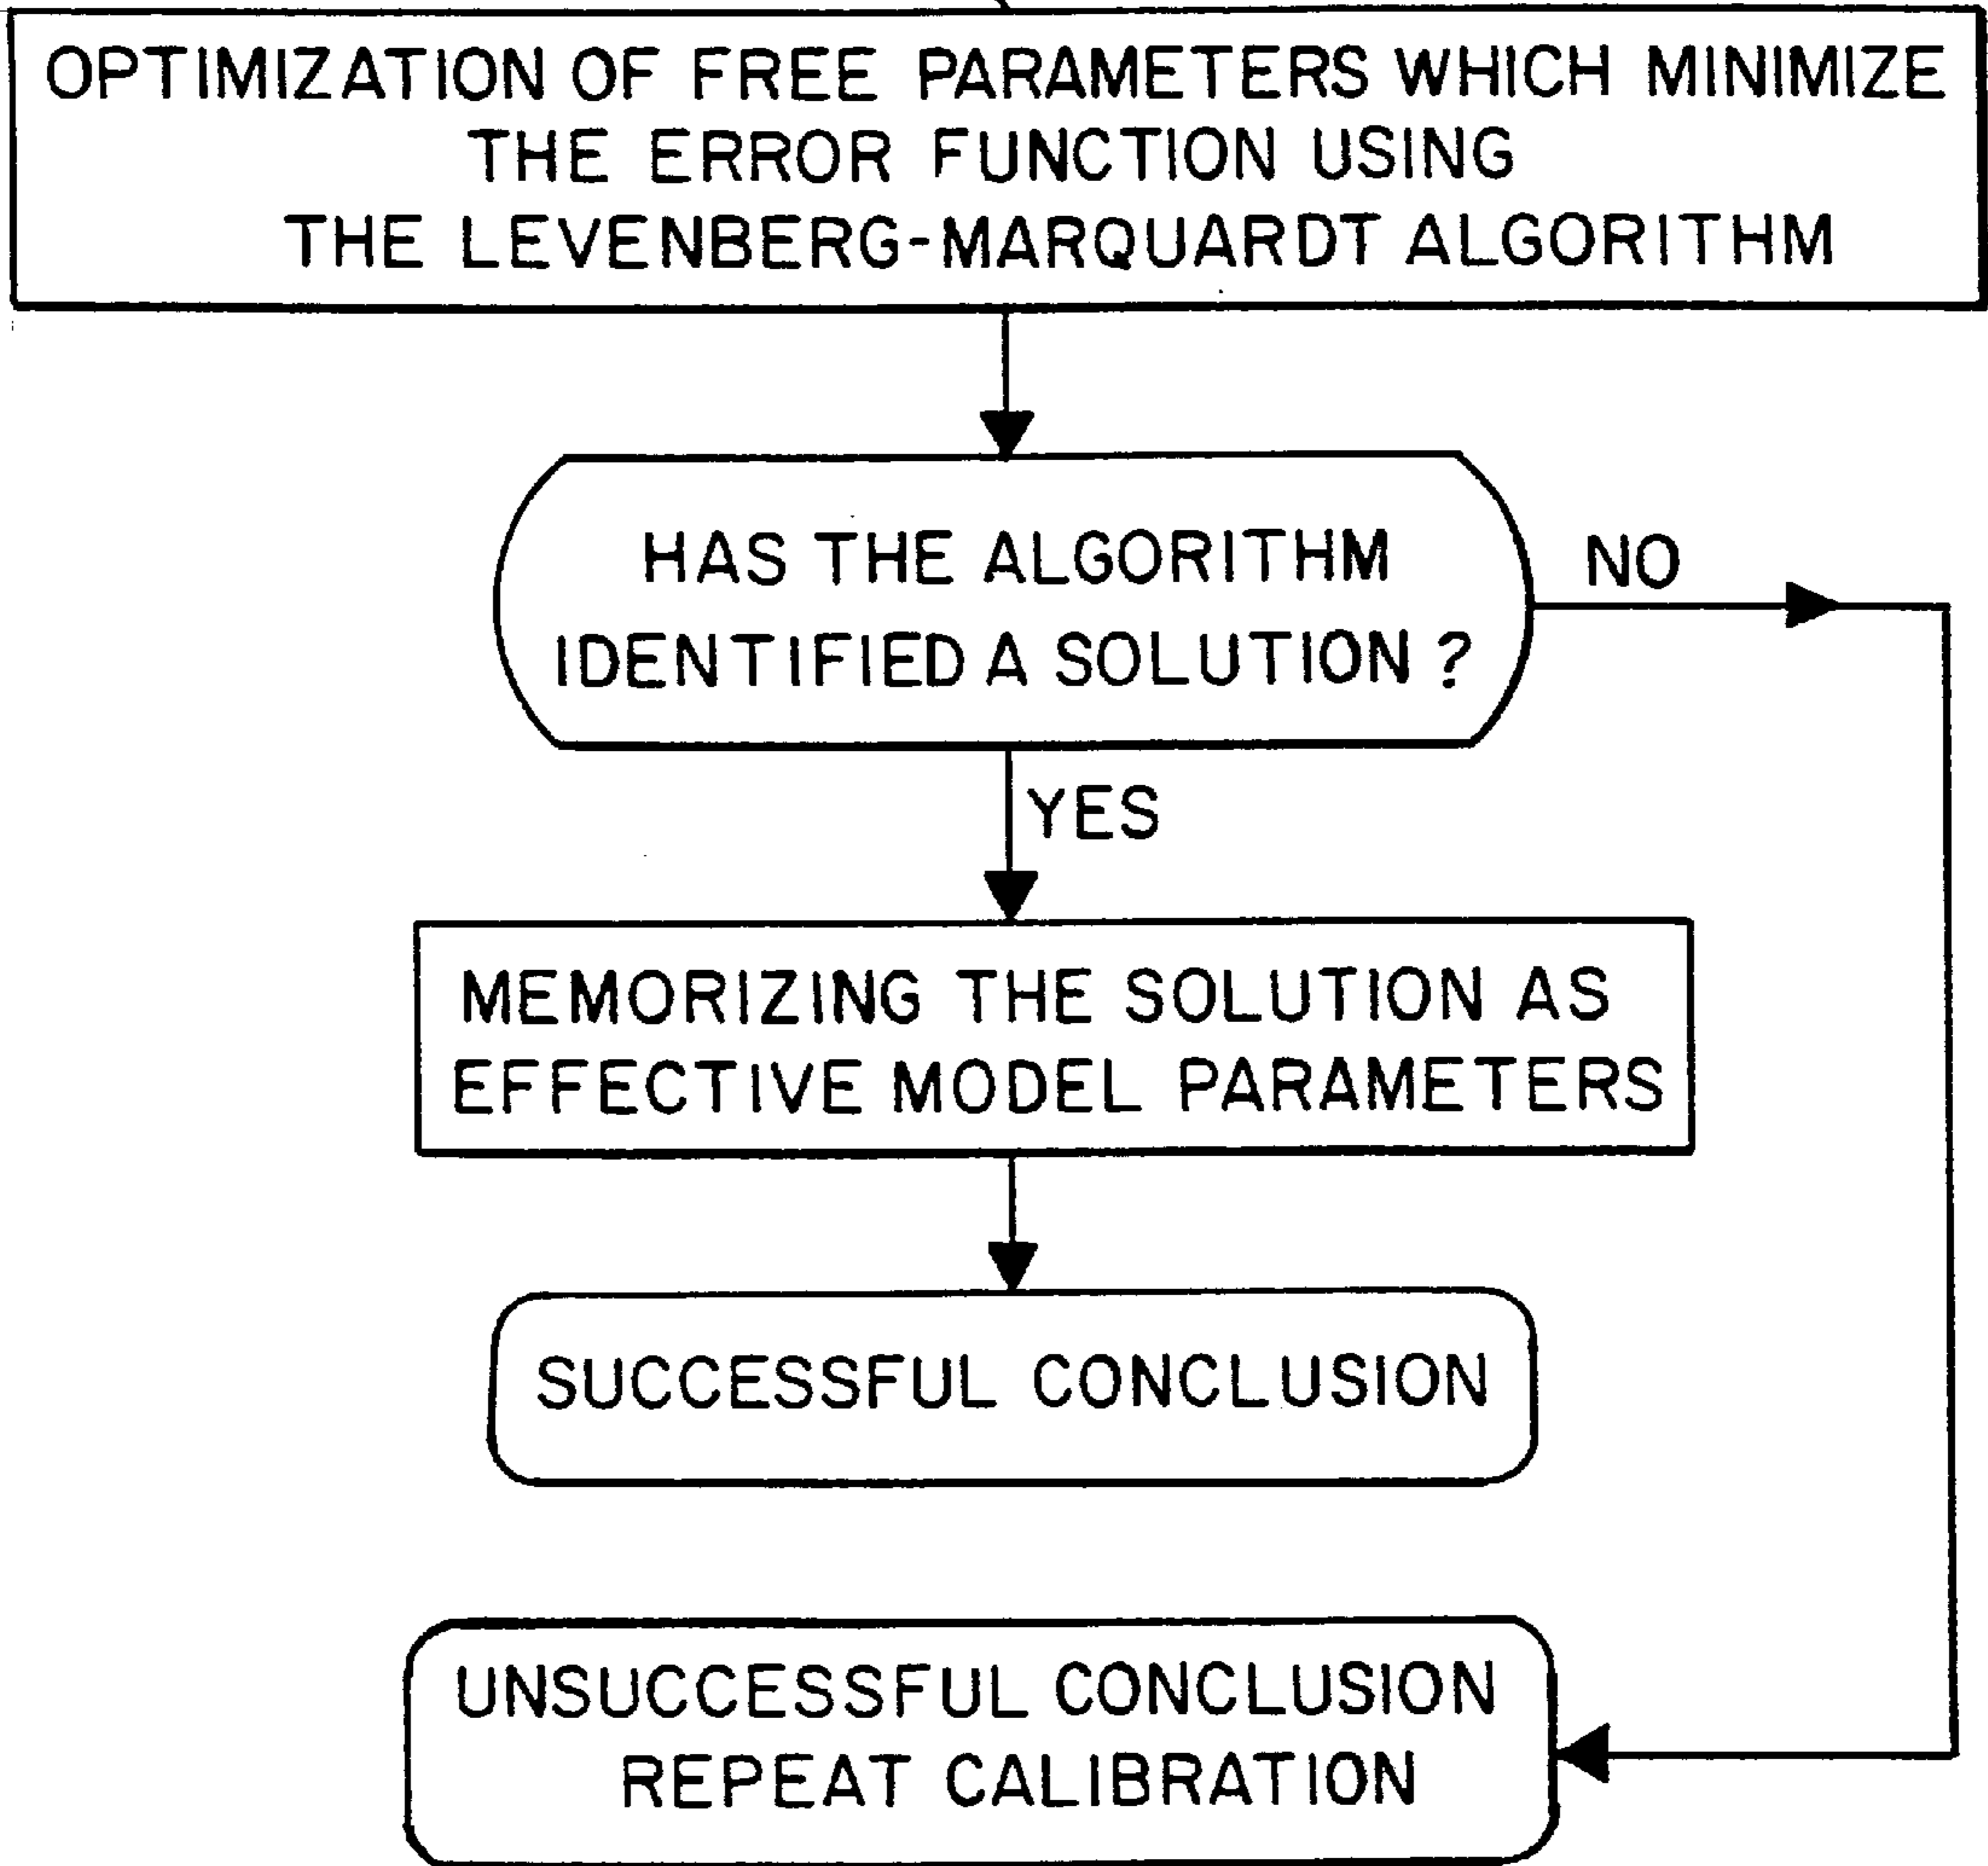 OPTIMIZATION OF FREE PARAMETERS WHICH MINIMIZE
THE ERROR FUNCTION USING
THE LEVENBERG-MARQUARDT ALGORITHM
HAS THE ALGORITHM
IDENTIFIED A SOLUTION ?
NO
YES
MEMORIZING THE SOLUTION AS
EFFECTIVE MODEL PARAMETERS
SUCCESSFUL CONCLUSION
UNSUCCESSFUL CONCLUSION
REPEAT CALIBRATION